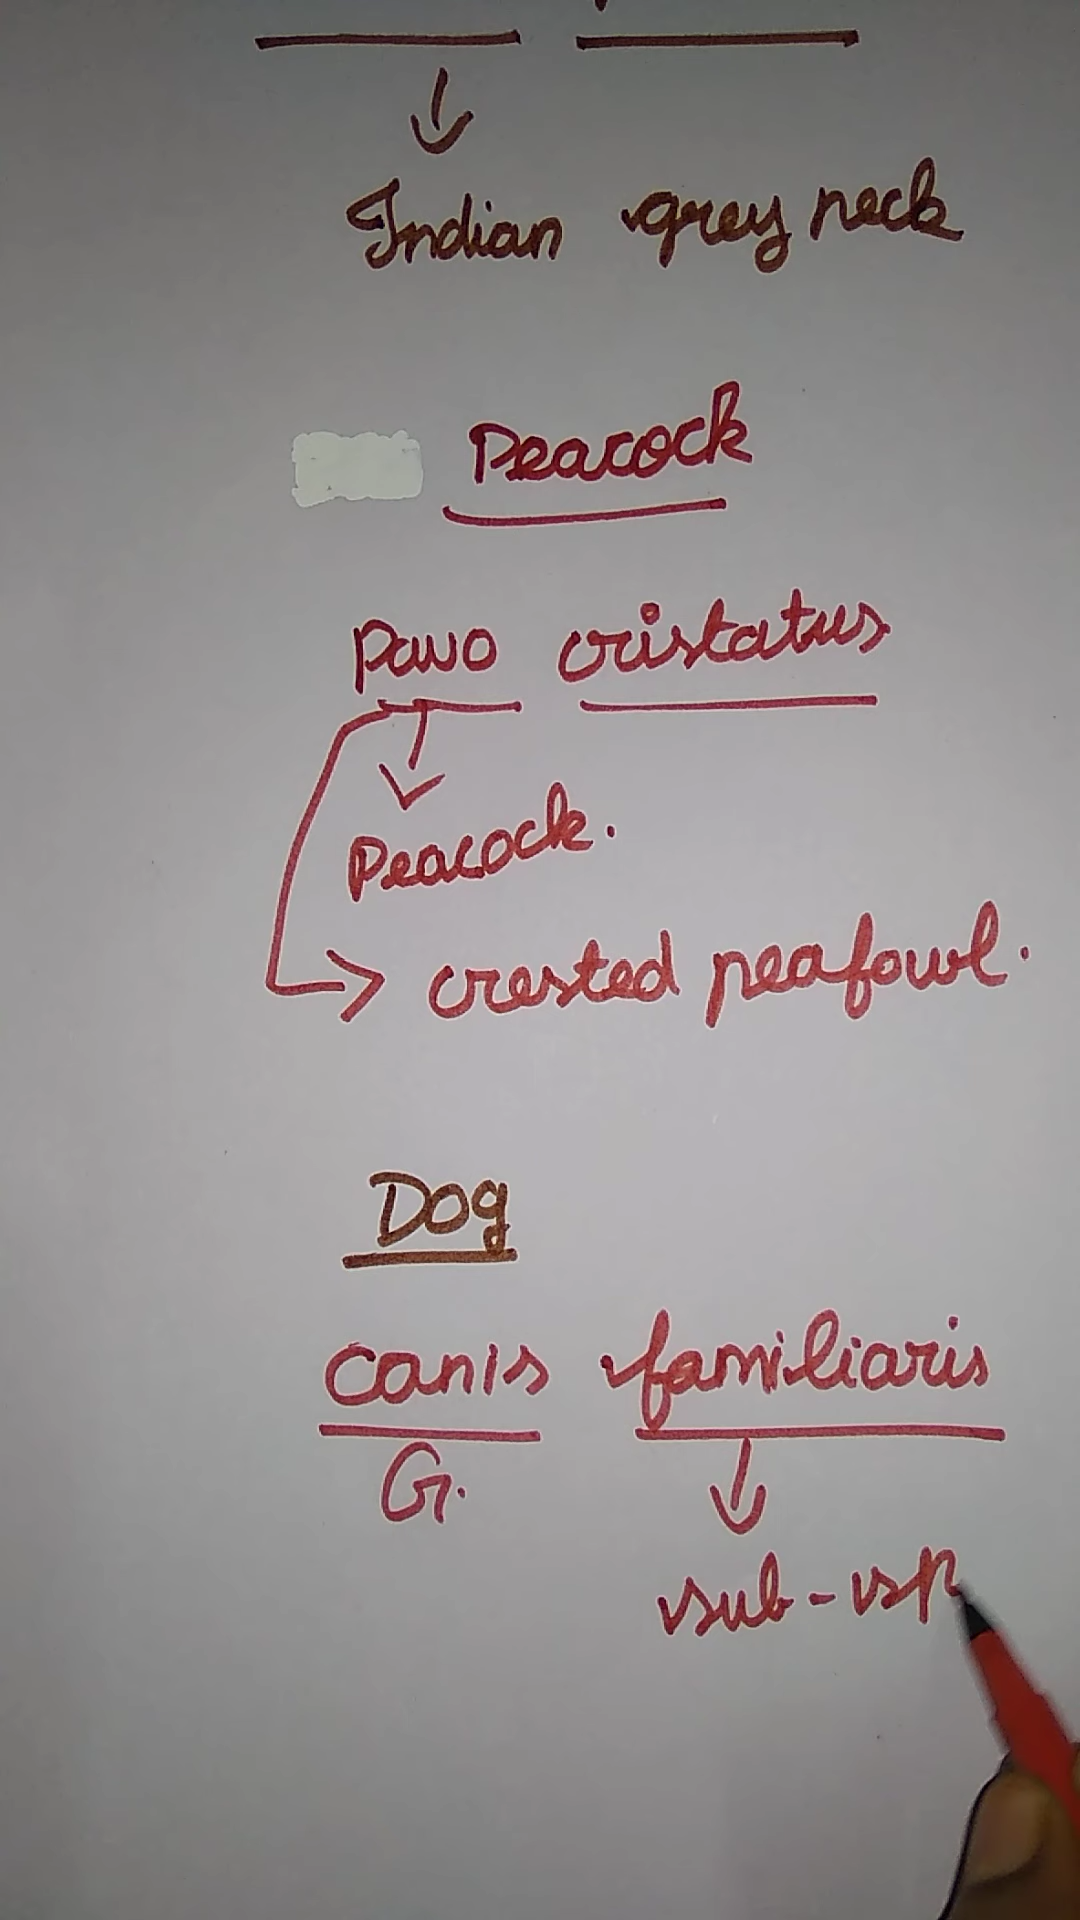 Indian grey neck
Peacock
Pavo cristatus
Peacock.
crested peafowl.
Dog
Canis familiaris
G.
sub-sp